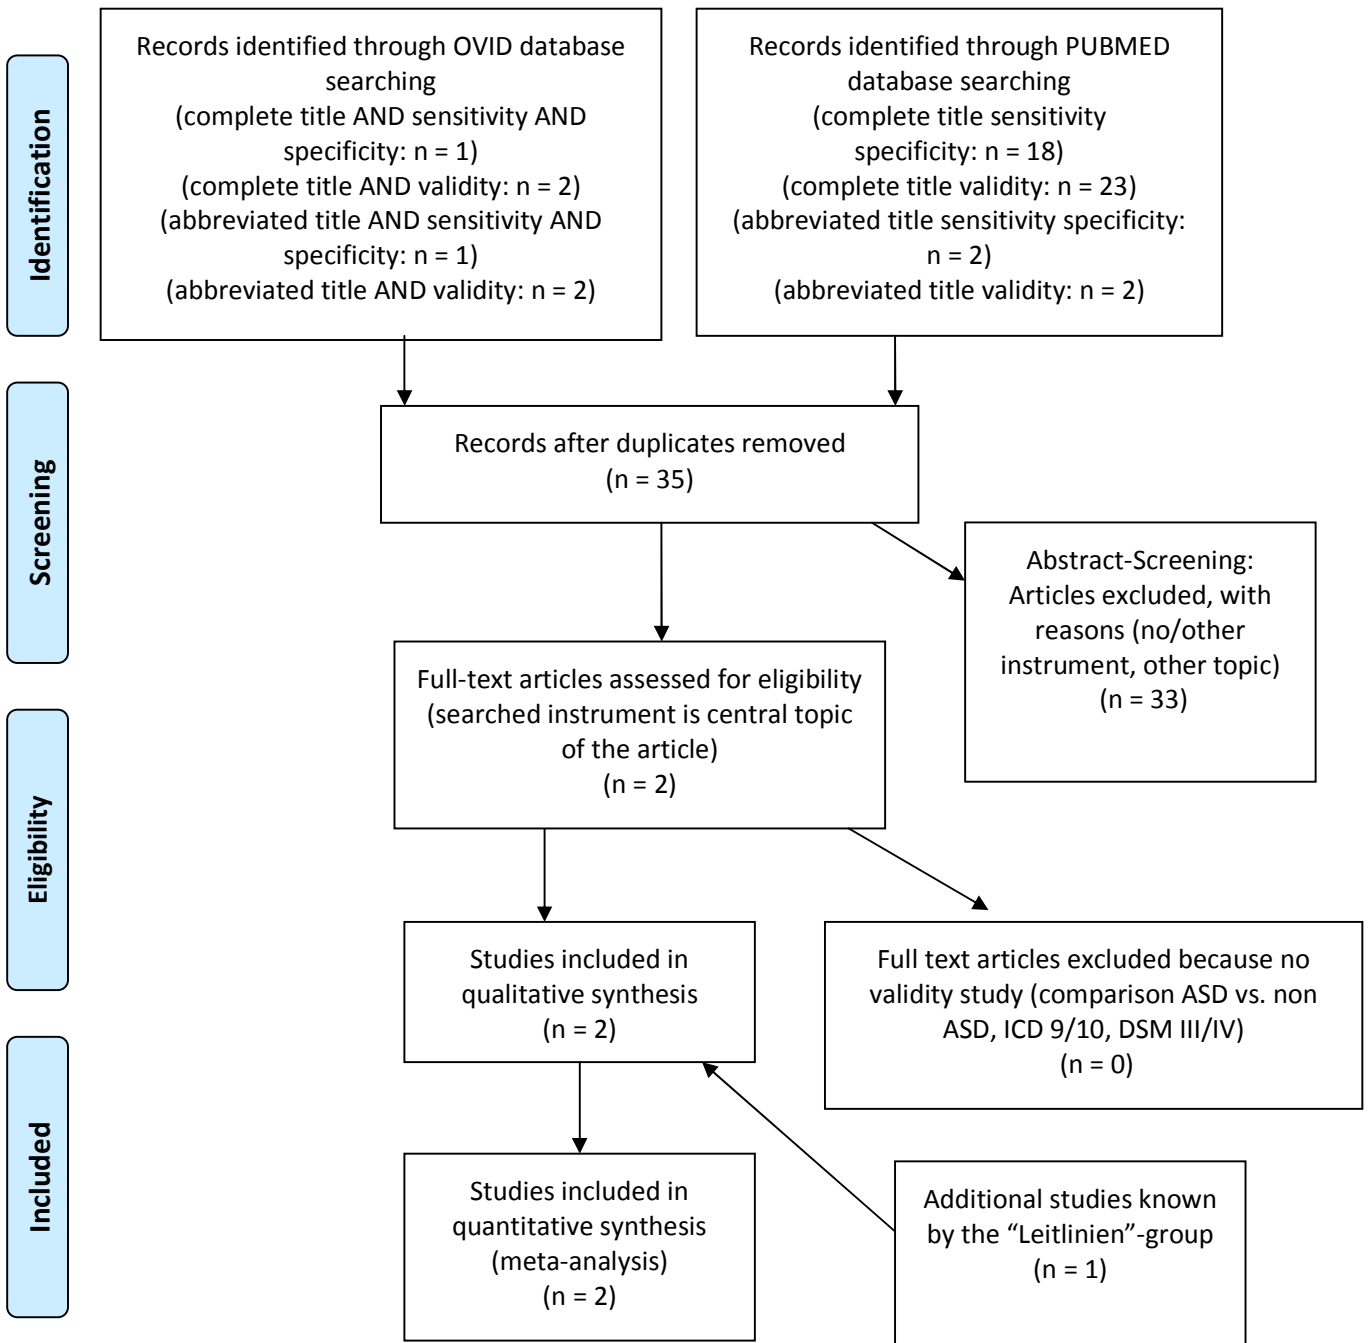 Records identified through OVID database
searching
(complete title AND sensitivity AND
specificity: n = 1)
(complete title AND validity: n = 2)
(abbreviated title AND sensitivity AND
specificity: n = 1)
(abbreviated title AND validity: n = 2)
Records identified through PUBMED
database searching
(complete title sensitivity
specificity: n = 18)
(complete title validity: n = 23)
(abbreviated title sensitivity specificity:
n = 2)
(abbreviated title validity: n = 2)
Identification
Records after duplicates removed
(n = 35)
Screening
Abstract-Screening:
Articles excluded, with
reasons (no/other
instrument, other topic)
(n = 33)
Full-text articles assessed for eligibility
(searched instrument is central topic
of the article)
(n = 2)
Eligibility
Studies included in
qualitative synthesis
(n = 2)
Full text articles excluded because no
validity study (comparison ASD vs. non
ASD, ICD 9/10, DSM III/IV)
(n = 0)
Included
Studies included in
quantitative synthesis
(meta-analysis)
(n = 2)
Additional studies known
by the “Leitlinien”-group
(n = 1)